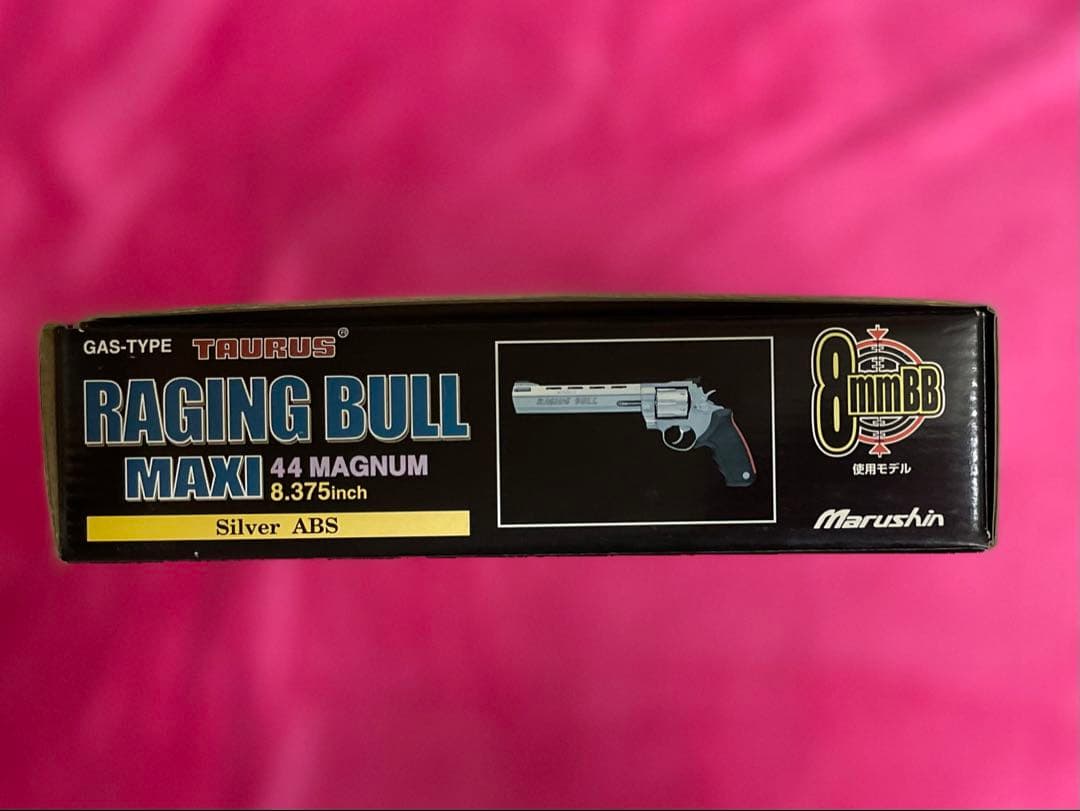 GAS-TYPE TAURUS®
RAGING BULL
MAXI 44 MAGNUM
8.375inch
Silver ABS
RAGING BULL
8mmBB
使用モデル
Marushin